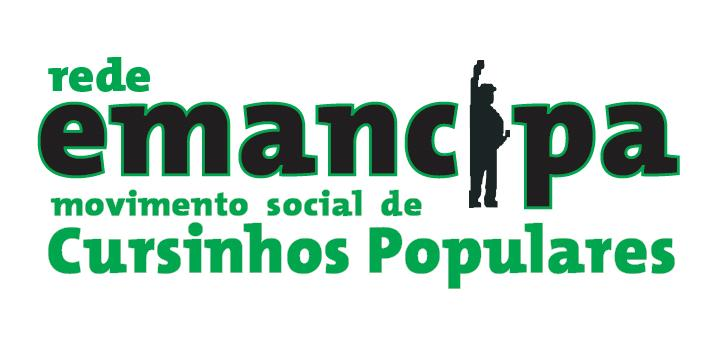 rede
emancipa
movimento social de
Cursinhos Populares